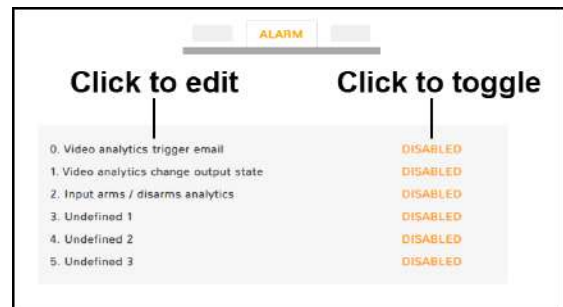 ALARM
Click to edit Click to toggle
0. Video analytics trigger email DISABLED
1. Video analytics change output state DISABLED
2. Input arms / disarms analytics DISABLED
3. Undefined 1 DISABLED
4. Undefined 2 DISABLED
5. Undefined 3 DISABLED